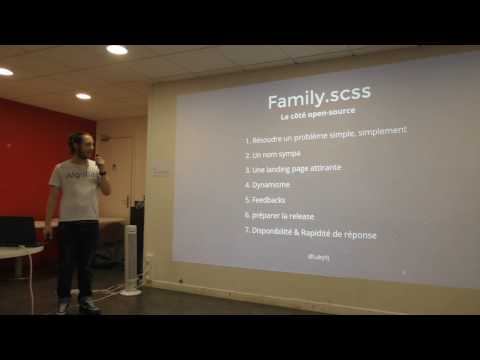 Family.scss
Le côté open-source
1. Résoudre un problème simple, simplement
2. Un nom sympa
3. Une landing page attirante
4. Dynamisme
5. Feedbacks
6. préparer la release
7. Disponibilité & Rapidité de réponse